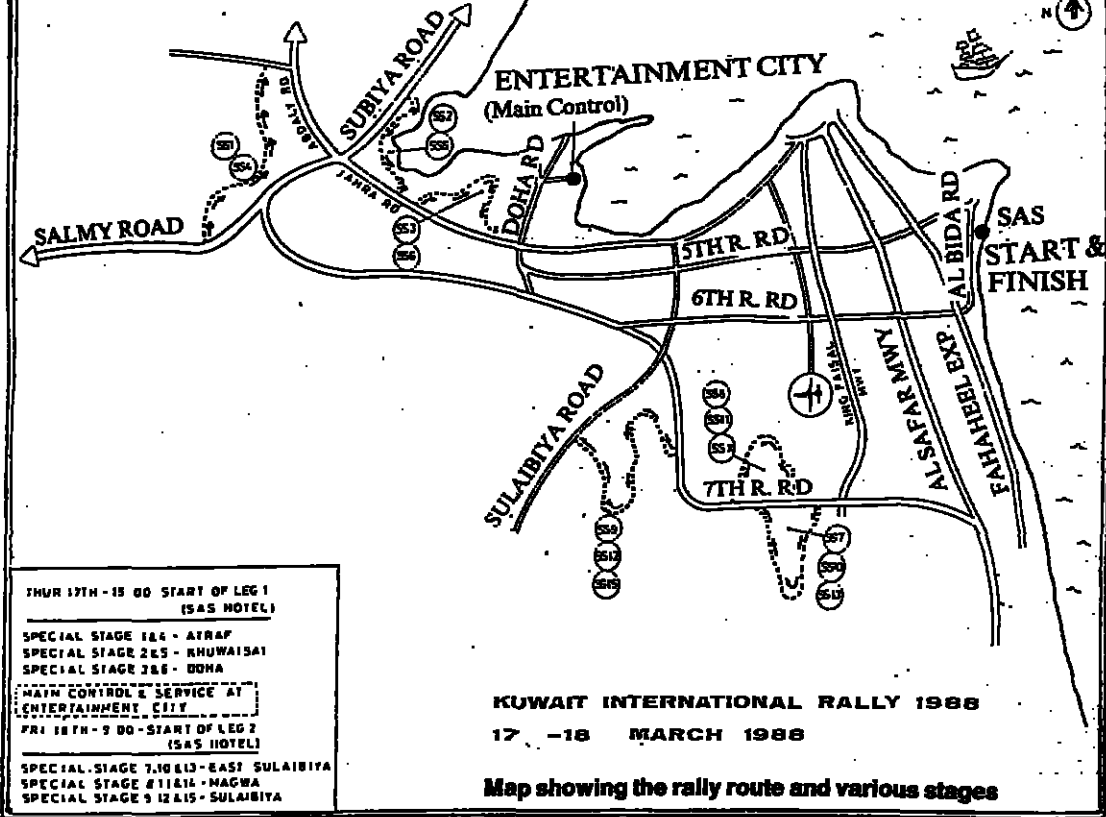 N
SUBIYA ROAD
ENTERTAINMENT CITY
(Main Control)
ABDALY RD
SS1
SS4
SS2
SS5
JAHRA RD
DOHA RD
SALMY ROAD
SS3
SS6
5TH R. RD
6TH R. RD
AL BIDA RD
SAS
START &
FINISH
KING FAISAL
MWY
AL SAFAR MWY
FAHAHEEL EXP.
SULAIBIYA ROAD
SS11
7TH R. RD
SS9
SS12
SS15
SS7
SS10
SS13
THUR 17TH - 15 00 START OF LEG 1
(SAS HOTEL)
SPECIAL STAGE 1&4 - ATRAF
SPECIAL STAGE 2&5 - KHUWAISAT
SPECIAL STAGE 3&6 - DOHA
MAIN CONTROL & SERVICE AT
ENTERTAINMENT CITY
FRI 18TH - 9 00 - START OF LEG 2
(SAS HOTEL)
SPECIAL STAGE 7,10 &13 - EAST SULAIBIYA
SPECIAL STAGE 8 11&14 - MAGWA
SPECIAL STAGE 9 12 &15 - SULAIBIYA
KUWAIT INTERNATIONAL RALLY 1988
17 -18 MARCH 1988
Map showing the rally route and various stages